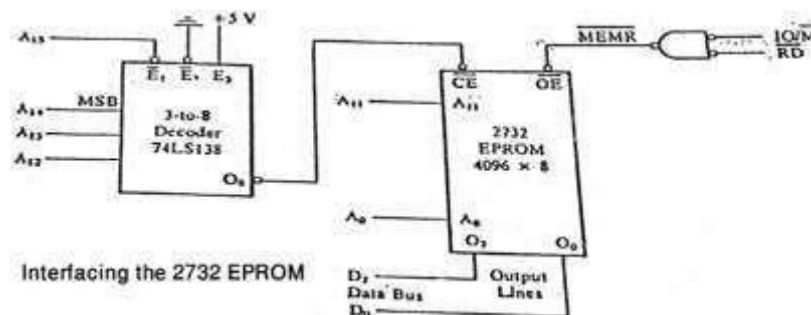 +5 V
A15
E1 E2 E3
MSB
A14
A13
A12
3-to-8
Decoder
74LS138
O0
MEMR
IO/M
RD
CE OE
A11
A11
2732
EPROM
4096 × 8
A0
A0
O7 O0
Interfacing the 2732 EPROM
D7
Data Bus
D0
Output
Lines